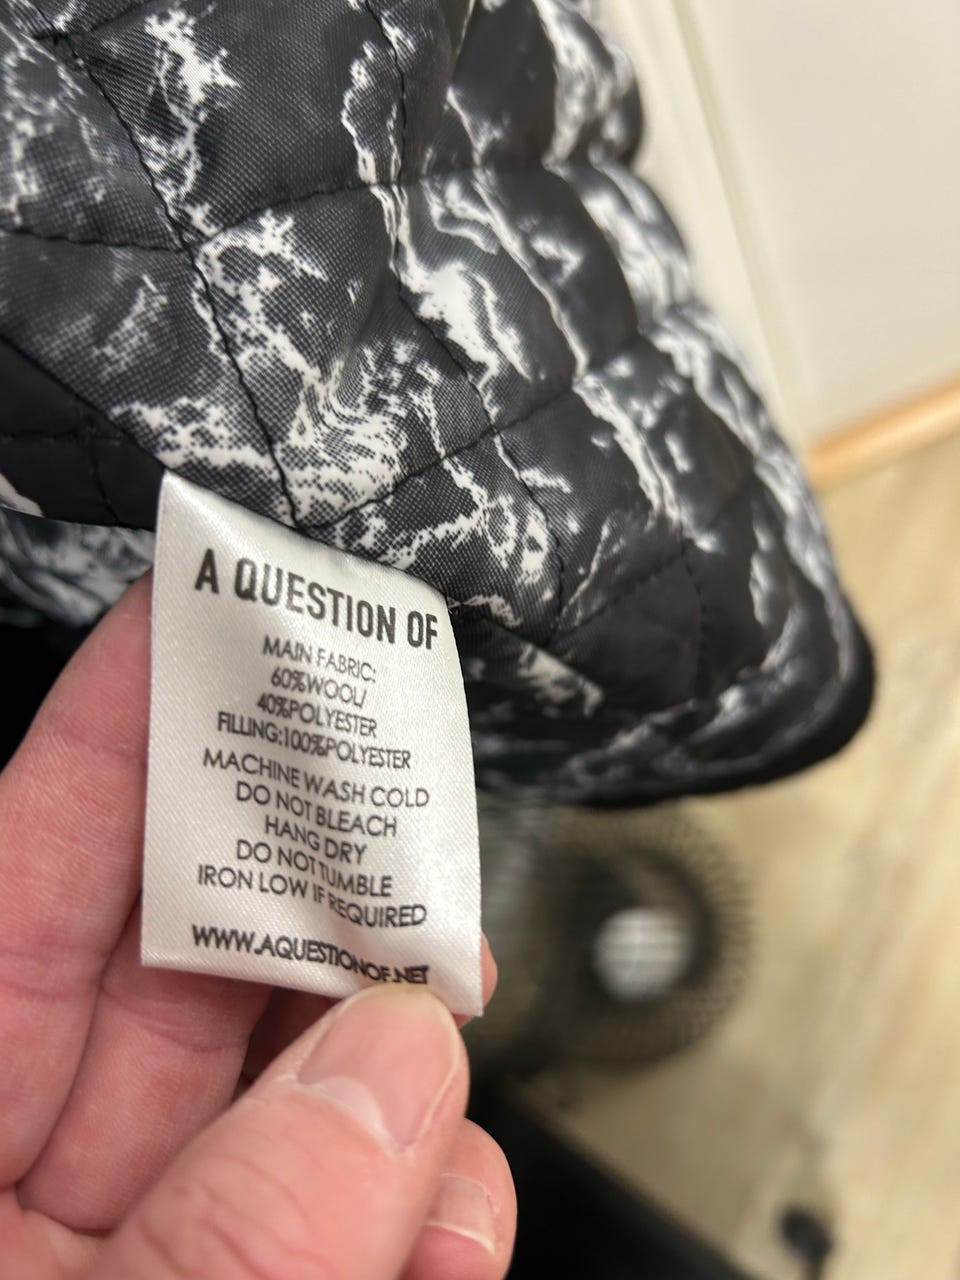 A QUESTION OF
MAIN FABRIC:
60%WOOL/
40%POLYESTER
FILLING:100%POLYESTER
MACHINE WASH COLD
DO NOT BLEACH
HANG DRY
DO NOT TUMBLE
IRON LOW IF REQUIRED
WWW.AQUESTIONOF.NET